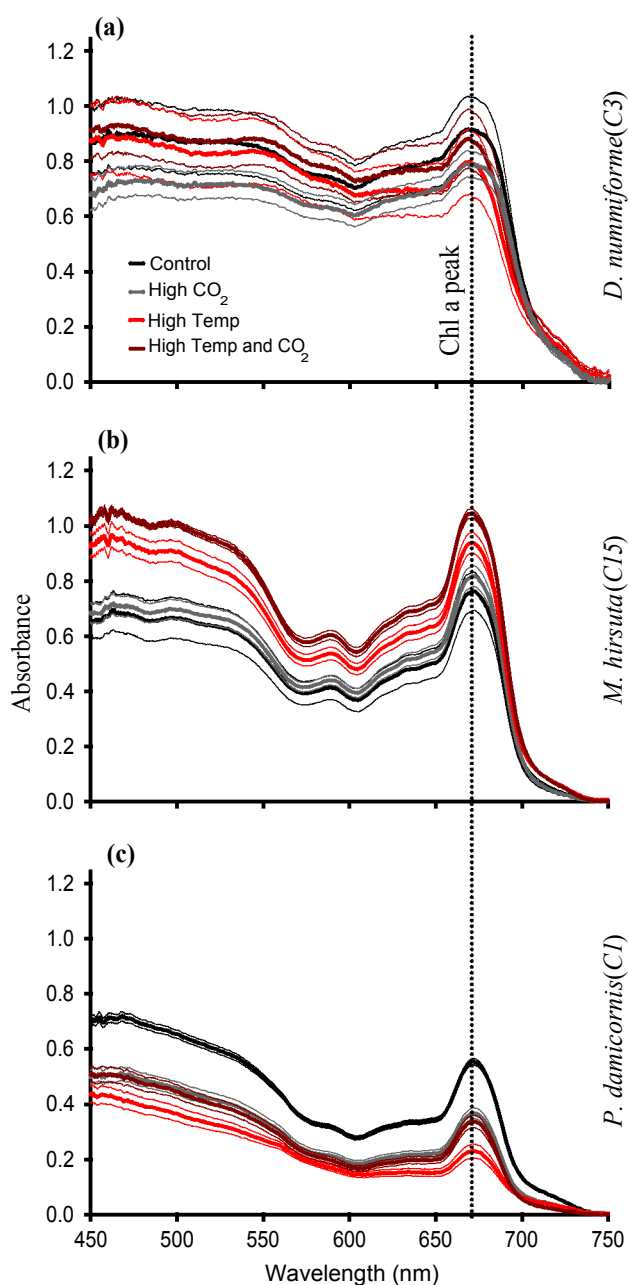 (a)
1.2
1.0
0.8
0.6
0.4
0.2
0.0
Control
High CO₂
High Temp
High Temp and CO₂
Chl a peak
D. nummiforme(C3)
(b)
1.2
1.0
0.8
0.6
0.4
0.2
0.0
Absorbance
M. hirsuta(C15)
(c)
1.2
1.0
0.8
0.6
0.4
0.2
0.0
P. damicornis(C1)
450 500 550 600 650 700 750
Wavelength (nm)